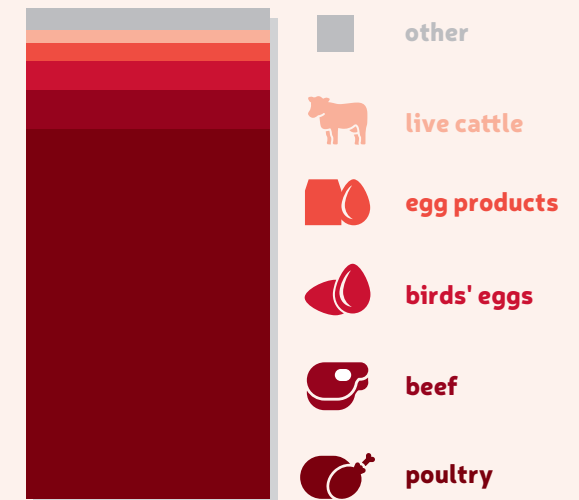 other
live cattle
egg products
birds' eggs
beef
poultry